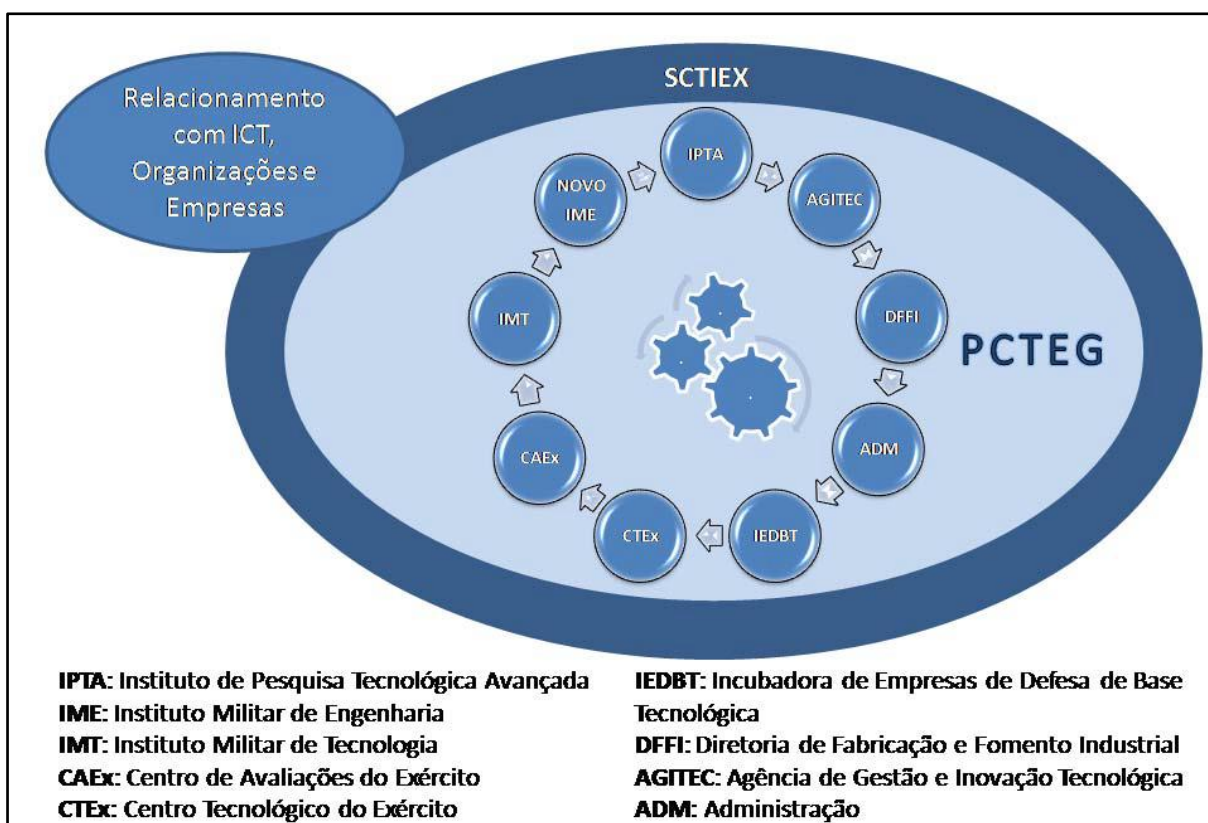 Relacionamento
com ICT,
Organizações e
Empresas
SCTIEX
IPTA
AGITEC
DFFI
ADM
IEDBT
CTEx
CAEx
IMT
NOVO
IME
PCTEG
IPTA: Instituto de Pesquisa Tecnológica Avançada
IME: Instituto Militar de Engenharia
IMT: Instituto Militar de Tecnologia
CAEx: Centro de Avaliações do Exército
CTEx: Centro Tecnológico do Exército
IEDBT: Incubadora de Empresas de Defesa de Base
Tecnológica
DFFI: Diretoria de Fabricação e Fomento Industrial
AGITEC: Agência de Gestão e Inovação Tecnológica
ADM: Administração